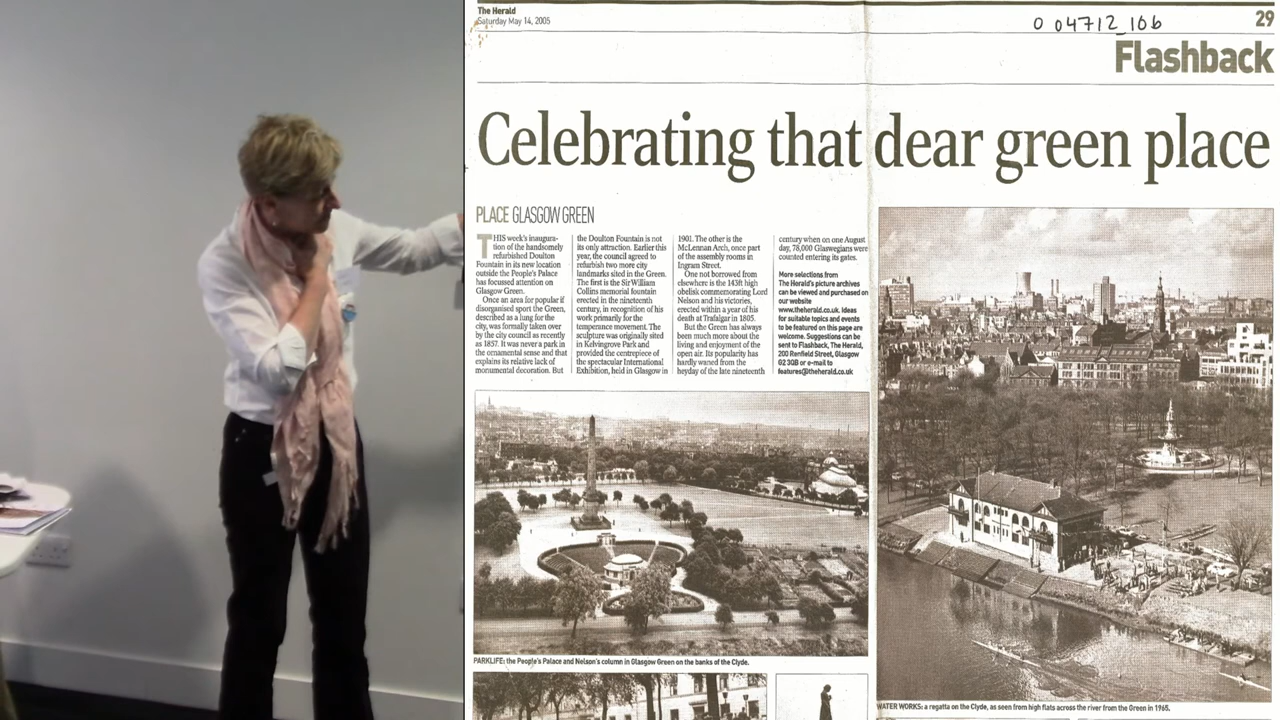 The Herald
Saturday May 14, 2005
0 04712_106
29
Flashback
Celebrating that dear green place
PLACE GLASGOW GREEN
THIS week's inaugura-
tion of the handsomely
refurbished Doulton
Fountain in its new location
outside the People's Palace
has focussed attention on
Glasgow Green.
Once an area for popular if
disorganised sport the Green,
described as a lung for the
city, was formally taken over
by the city council as recently
as 1857. It was never a park in
the ornamental sense and that
explains its relative lack of
monumental decoration. But
the Doulton Fountain is not
its only attraction. Earlier this
year, the council agreed to
refurbish two more city
landmarks sited in the Green.
The first is the Sir William
Collins memorial fountain
erected in the nineteenth
century, in recognition of his
work primarily for the
temperance movement. The
sculpture was originally sited
in Kelvingrove Park and
provided the centrepiece of
the spectacular International
Exhibition, held in Glasgow in
1901. The other is the
McLennan Arch, once part
of the assembly rooms in
Ingram Street.
One not borrowed from
elsewhere is the 143ft high
obelisk commemorating Lord
Nelson and his victories,
erected within a year of his
death at Trafalgar in 1805.
But the Green has always
been much more about the
living and enjoyment of the
open air. Its popularity has
hardly waned from the
heyday of the late nineteenth
century when on one August
day, 78,000 Glaswegians were
counted entering its gates.
More selections from
The Herald's picture archives
can be viewed and purchased
on our website
www.theherald.co.uk. Ideas
for suitable topics and events
to be featured on this page are
welcome. Suggestions can be
sent to Flashback, The Herald,
200 Renfield Street, Glasgow
G2 3QB or e-mail to
features@theherald.co.uk
PARKLIFE: the People's Palace and Nelson's column in Glasgow Green on the banks of the Clyde.
WATER WORKS: a regatta on the Clyde, as seen from high flats across the river from the Green in 1965.